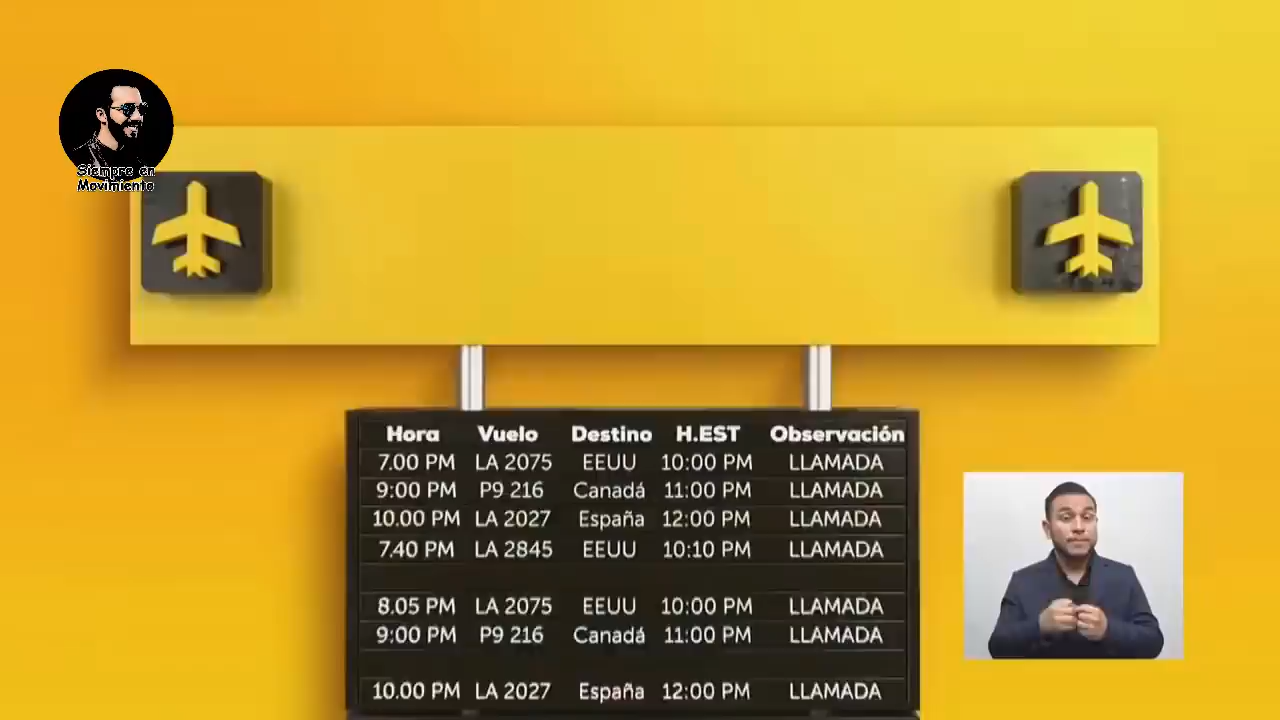 Siempre en
Movimiento
Hora Vuelo Destino H.EST Observación
7.00 PM LA 2075 EEUU 10:00 PM LLAMADA
9:00 PM P9 216 Canadá 11:00 PM LLAMADA
10.00 PM LA 2027 España 12:00 PM LLAMADA
7.40 PM LA 2845 EEUU 10:10 PM LLAMADA
8.05 PM LA 2075 EEUU 10:00 PM LLAMADA
9:00 PM P9 216 Canadá 11:00 PM LLAMADA
10.00 PM LA 2027 España 12:00 PM LLAMADA